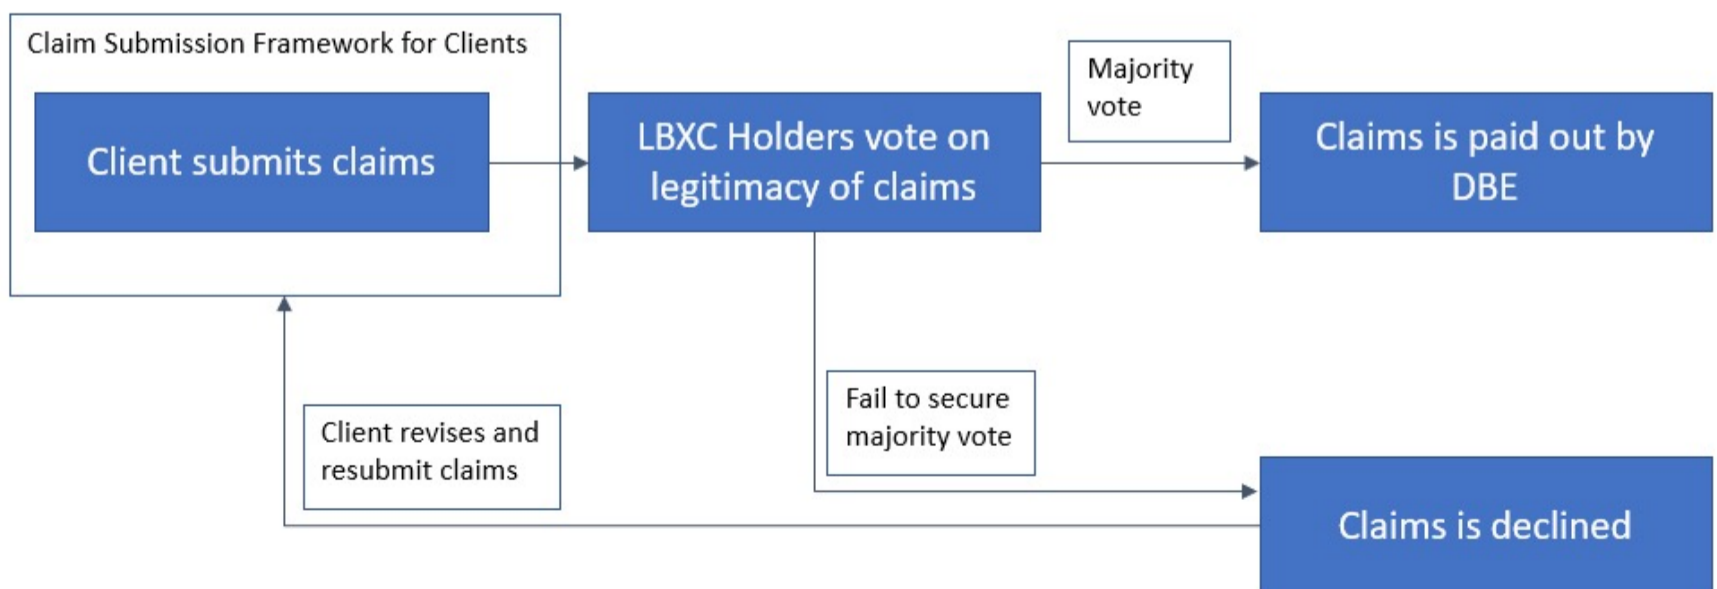 Claim Submission Framework for Clients
Client submits claims
LBXC Holders vote on
legitimacy of claims
Majority
vote
Claims is paid out by
DBE
Fail to secure
majority vote
Client revises and
resubmit claims
Claims is declined